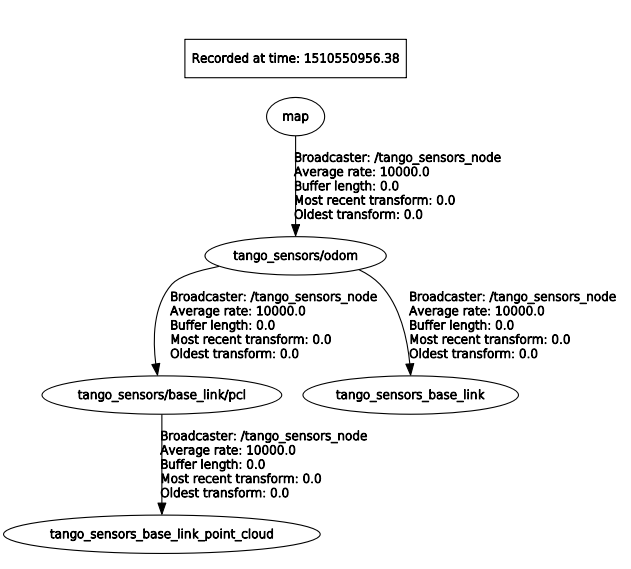 Recorded at time: 1510550956.38
map
Broadcaster: /tango_sensors_node
Average rate: 10000.0
Buffer length: 0.0
Most recent transform: 0.0
Oldest transform: 0.0
tango_sensors/odom
Broadcaster: /tango_sensors_node
Average rate: 10000.0
Buffer length: 0.0
Most recent transform: 0.0
Oldest transform: 0.0
Broadcaster: /tango_sensors_node
Average rate: 10000.0
Buffer length: 0.0
Most recent transform: 0.0
Oldest transform: 0.0
tango_sensors/base_link/pcl
tango_sensors_base_link
Broadcaster: /tango_sensors_node
Average rate: 10000.0
Buffer length: 0.0
Most recent transform: 0.0
Oldest transform: 0.0
tango_sensors_base_link_point_cloud